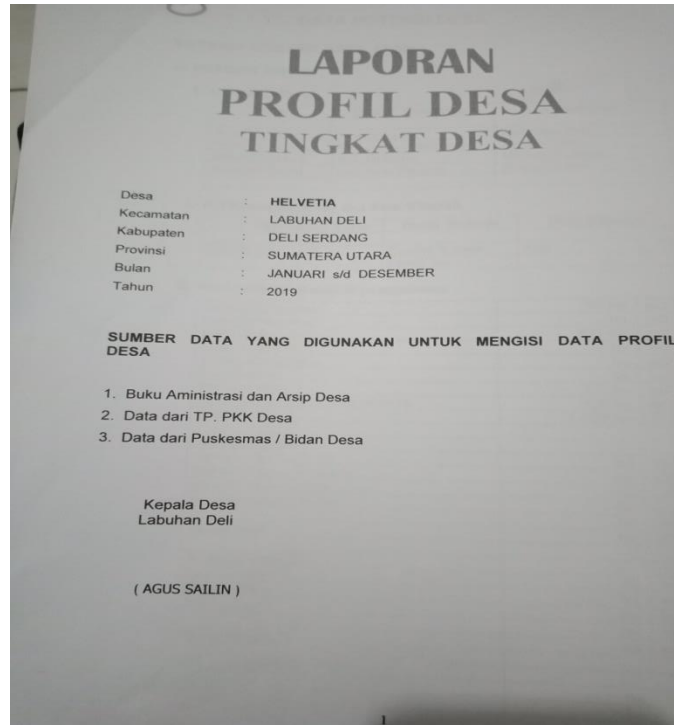 LAPORAN
PROFIL DESA
TINGKAT DESA
Desa : HELVETIA
Kecamatan : LABUHAN DELI
Kabupaten : DELI SERDANG
Provinsi : SUMATERA UTARA
Bulan : JANUARI s/d DESEMBER
Tahun : 2019
SUMBER DATA YANG DIGUNAKAN UNTUK MENGISI DATA PROFIL
DESA
1. Buku Aministrasi dan Arsip Desa
2. Data dari TP. PKK Desa
3. Data dari Puskesmas / Bidan Desa
Kepala Desa
Labuhan Deli
( AGUS SAILIN )
1